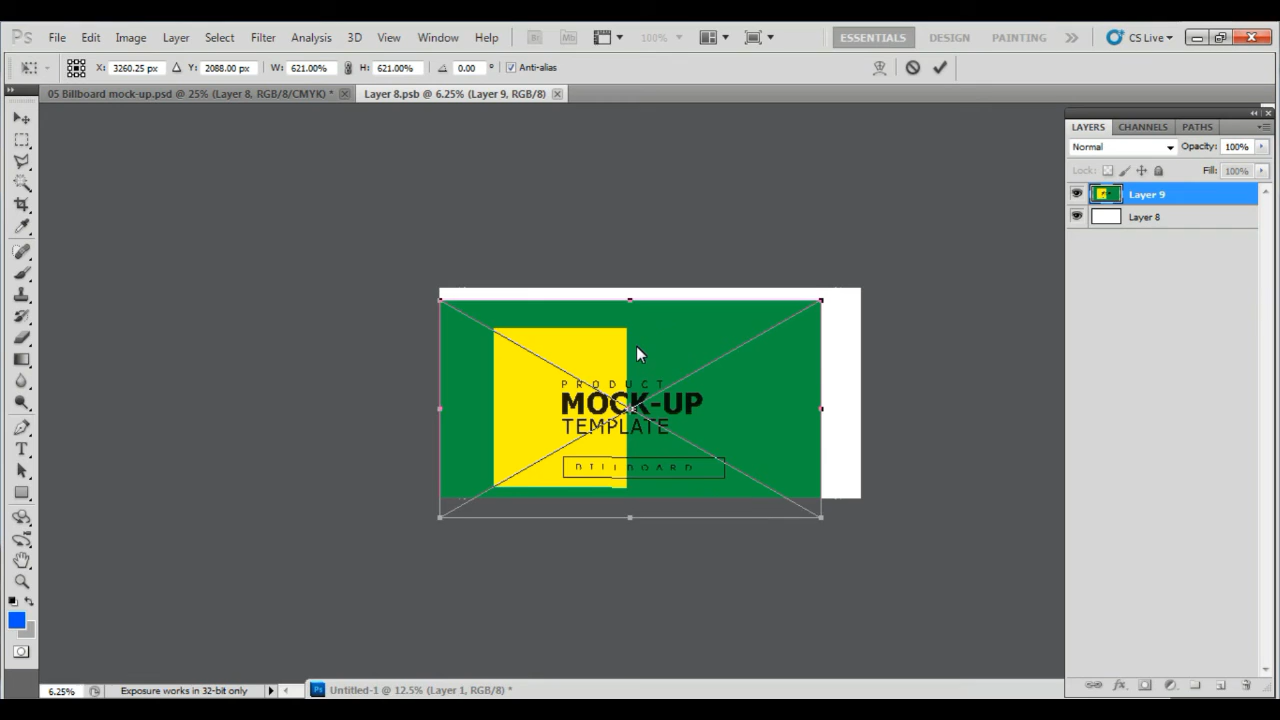 Ps File Edit Image Layer Select Filter Analysis 3D View Window Help Br Mb 100% ESSENTIALS DESIGN PAINTING CS Live
X: 3260.25 px Y: 2088.00 px W: 621.00% H: 621.00% 0.00 ° Anti-alias
05 Billboard mock-up.psd @ 25% (Layer 8, RGB/8/CMYK) * Layer 8.psb @ 6.25% (Layer 9, RGB/8)
LAYERS CHANNELS PATHS
Normal Opacity: 100%
Lock: Fill: 100%
Layer 9
Layer 8
PRODUCT
MOCK-UP
TEMPLATE
BILLBOARD
6.25% Exposure works in 32-bit only Ps Untitled-1 @ 12.5% (Layer 1, RGB/8) *